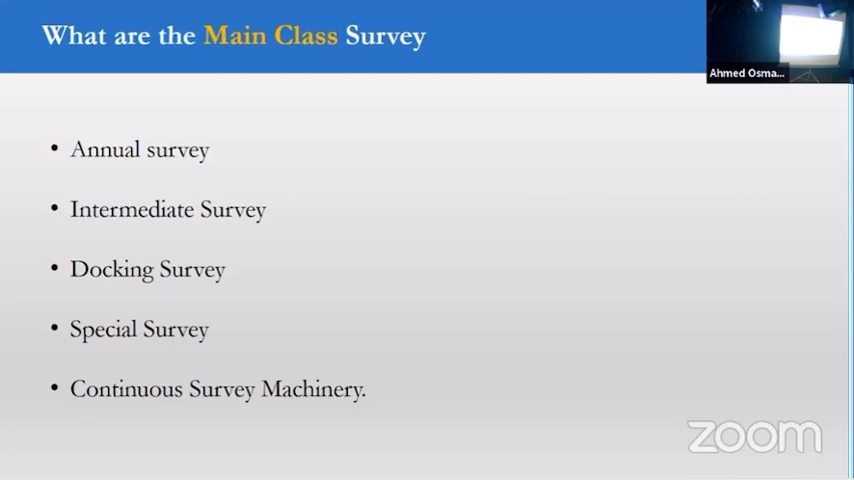 What are the Main Class Survey
Ahmed Osma...
• Annual survey
• Intermediate Survey
• Docking Survey
• Special Survey
• Continuous Survey Machinery.
zoom